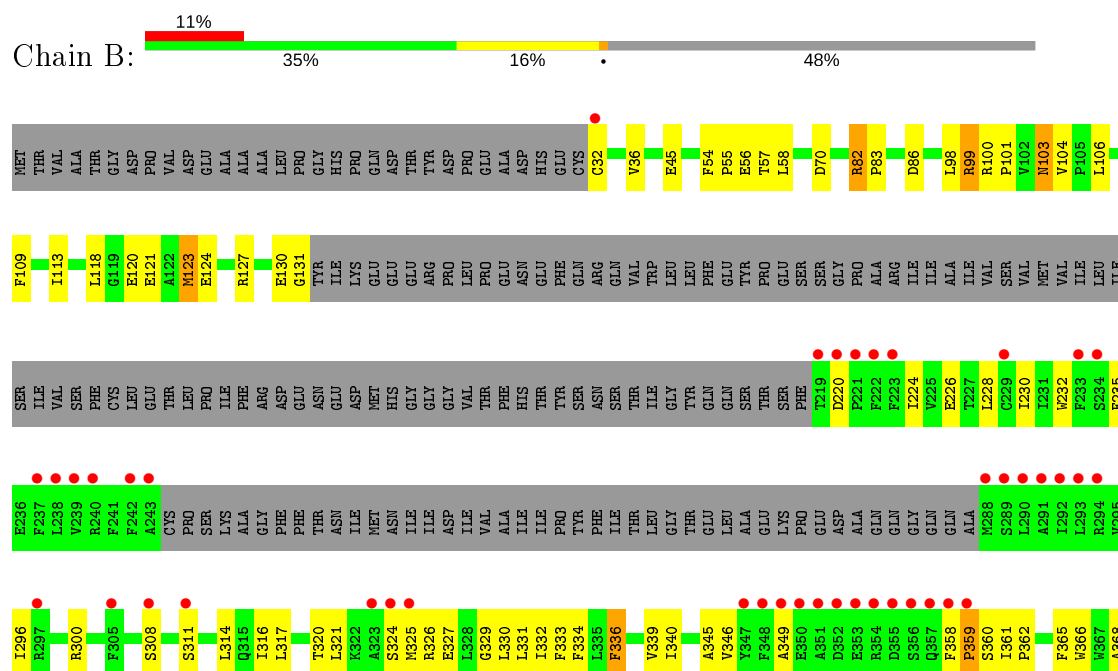 11%
Chain B:
35% 16% • 48%
MET THR VAL ALA THR GLY ASP PRO VAL ASP GLU ALA ALA ALA LEU PRO GLY HIS PRO GLN ASP THR TYR ASP PRO GLU ALA ASP HIS GLU CYS C32 V36 E45 F54 P55 E56 T57 L58 D70 R82 P83 D86 L98 R99 R100 P101 V102 N103 V104 P105 L106
F109 I113 L118 G119 E120 E121 A122 M123 E124 R127 E130 G131 TYR ILE LYS GLU GLU GLU ARG PRO LEU PRO GLU ASN GLU PHE GLN ARG GLN VAL TRP LEU LEU PHE GLU TYR PRO GLU SER SER GLY PRO ALA ARG ILE ILE ALA ILE VAL SER VAL MET VAL ILE LEU ILE
SER ILE VAL SER PHE CYS LEU GLU THR LEU PRO ILE PHE ARG ASP GLU ASN GLU ASP MET HIS GLY GLY GLY VAL THR PHE HIS THR TYR SER ASN SER THR ILE GLY TYR GLN GLN SER THR SER PHE T219 D220 P221 F222 F223 I224 V225 E226 T227 L228 C229 I230 I231 W232 F233 S234 F235
E236 F237 L238 V239 R240 F241 F242 A243 CYS PRO SER LYS ALA GLY PHE PHE THR ASN ILE MET ASN ILE ILE ASP ILE VAL ALA ILE ILE PRO TYR PHE ILE THR LEU GLY THR GLU LEU ALA GLU LYS PRO GLU ASP ALA GLN GLN GLY GLN GLN ALA M288 S289 L290 A291 I292 L293 R294 V295
I296 R297 R300 F305 S308 S311 L314 Q315 I316 L317 T320 L321 K322 A323 S324 M325 R326 E327 L328 G329 L330 L331 I332 F333 F334 L335 F336 V339 I340 A345 V346 Y347 F348 A349 E350 A351 D352 E353 R354 D355 S356 Q357 F358 P359 S360 I361 P362 F365 W366 W367